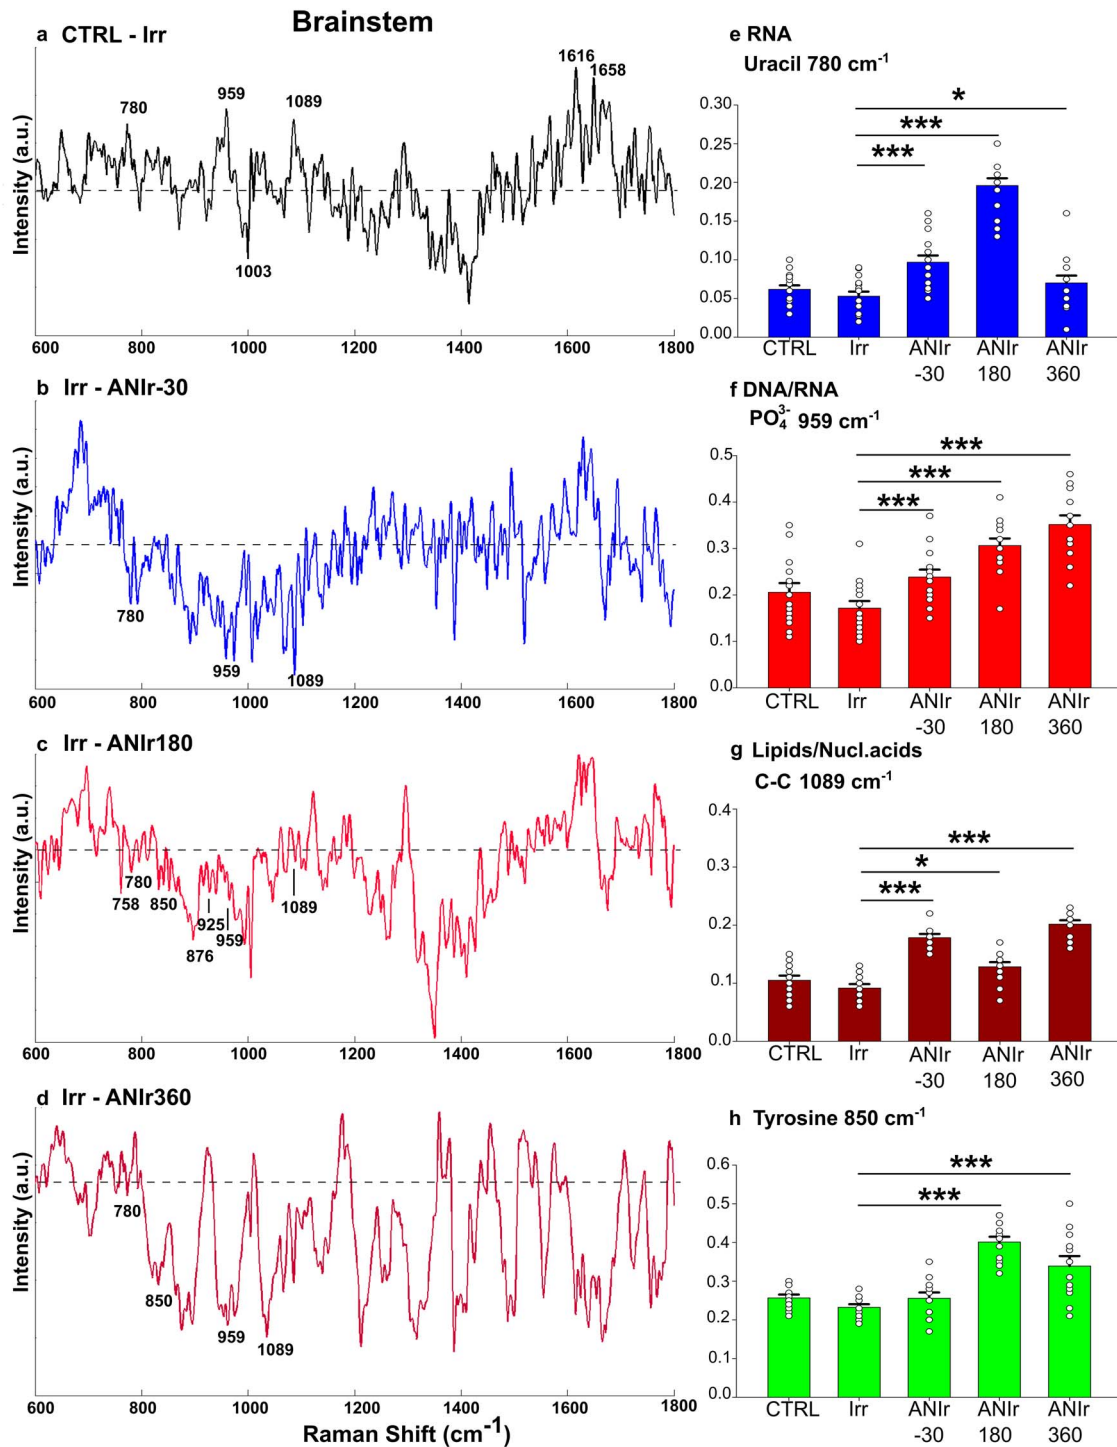 Brainstem
a CTRL - Irr
Intensity (a.u.)
780
959
1003
1089
1616
1658
600 800 1000 1200 1400 1600 1800
b Irr - ANIr-30
Intensity (a.u.)
780
959
1089
600 800 1000 1200 1400 1600 1800
c Irr - ANIr180
Intensity (a.u.)
758
780
850
876
925
959
1089
600 800 1000 1200 1400 1600 1800
d Irr - ANIr360
Intensity (a.u.)
780
850
959
1089
600 800 1000 1200 1400 1600 1800
Raman Shift (cm⁻¹)
e RNA
Uracil 780 cm⁻¹
*
***
***
0.30
0.25
0.20
0.15
0.10
0.05
0.00
CTRL Irr ANIr ANIr ANIr
-30 180 360
f DNA/RNA
PO₄³⁻ 959 cm⁻¹
***
***
***
0.5
0.4
0.3
0.2
0.1
0.0
CTRL Irr ANIr ANIr ANIr
-30 180 360
g Lipids/Nucl.acids
C-C 1089 cm⁻¹
***
*
***
0.4
0.3
0.2
0.1
0.0
CTRL Irr ANIr ANIr ANIr
-30 180 360
h Tyrosine 850 cm⁻¹
***
***
0.6
0.5
0.4
0.3
0.2
0.1
0.0
CTRL Irr ANIr ANIr ANIr
-30 180 360